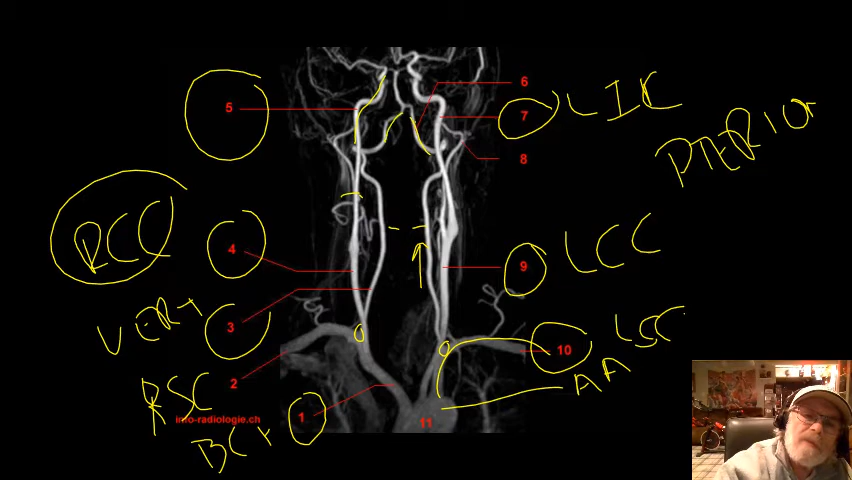 6
5
7
LIC
8
PTERIOR
RCC
4
9
LCC
VERT
3
10
LSC
RSC
2
AA
info-radiologie.ch
1
11
BCT